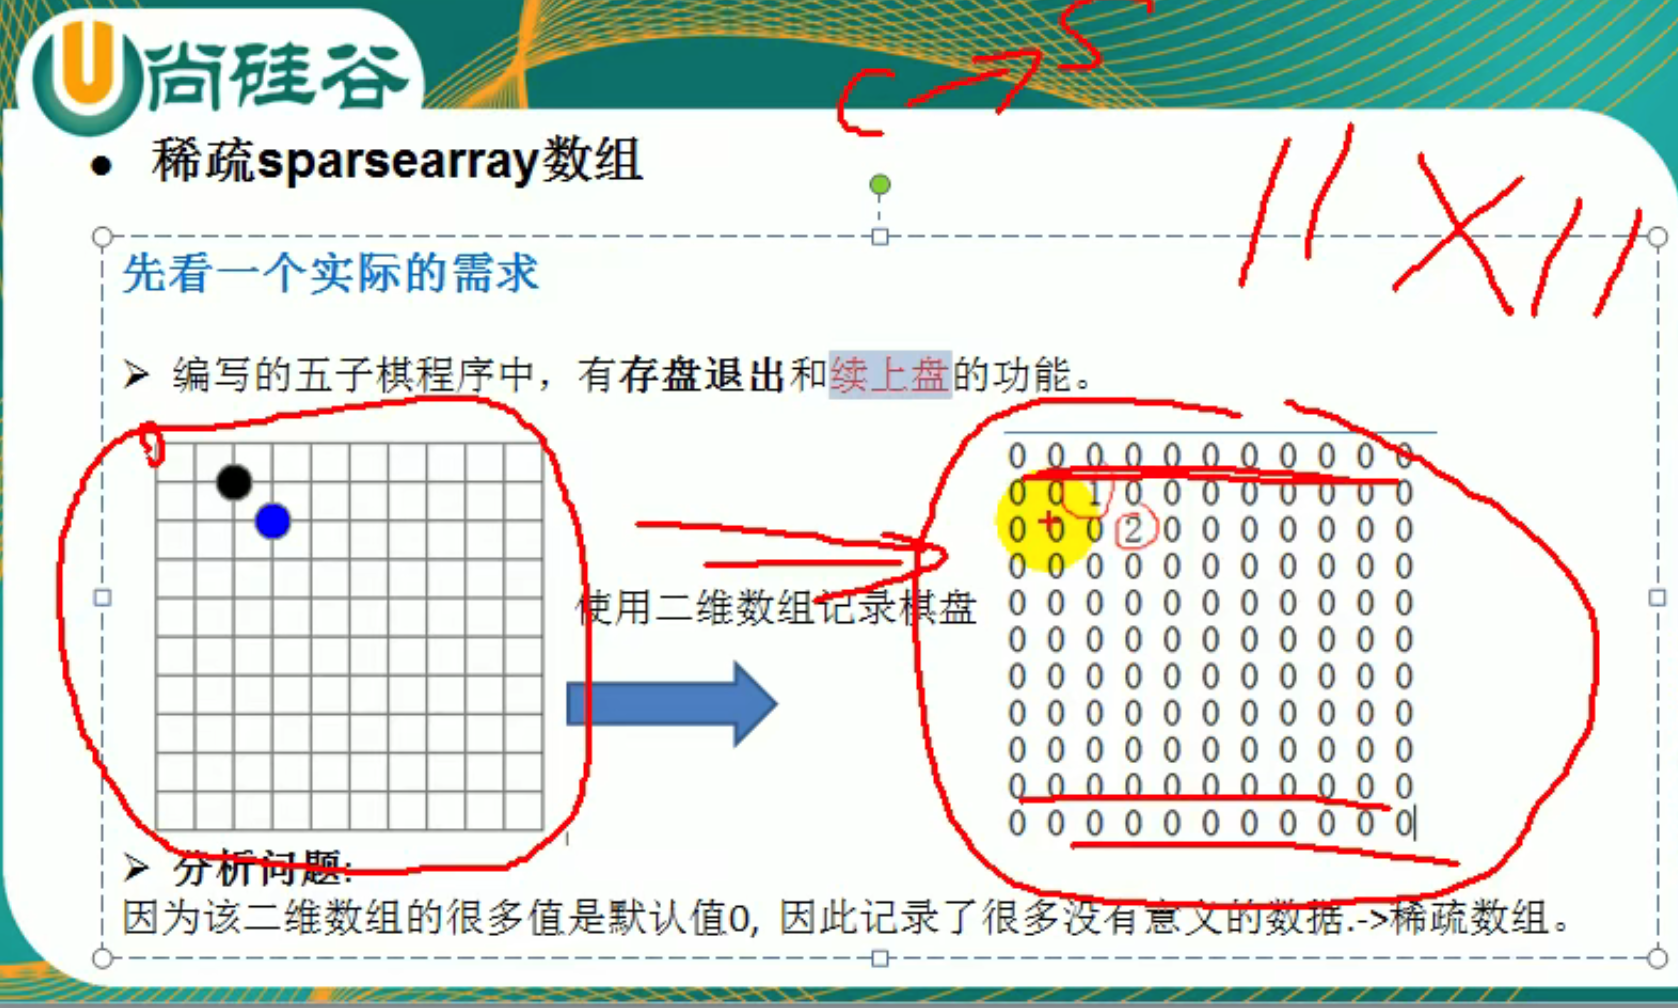 尚硅谷
C → S
稀疏sparsearray数组
11 X 11
先看一个实际的需求
编写的五子棋程序中，有存盘退出和续上盘的功能。
0 0 0 0 0 0 0 0 0 0 0
0 0 1 0 0 0 0 0 0 0 0
0 0 0 2 0 0 0 0 0 0 0
0 0 0 0 0 0 0 0 0 0 0
0 0 0 0 0 0 0 0 0 0 0
使用二维数组记录棋盘
0 0 0 0 0 0 0 0 0 0 0
0 0 0 0 0 0 0 0 0 0 0
0 0 0 0 0 0 0 0 0 0 0
0 0 0 0 0 0 0 0 0 0 0
0 0 0 0 0 0 0 0 0 0 0
0 0 0 0 0 0 0 0 0 0 0
分析问题:
因为该二维数组的很多值是默认值0, 因此记录了很多没有意义的数据.->稀疏数组。